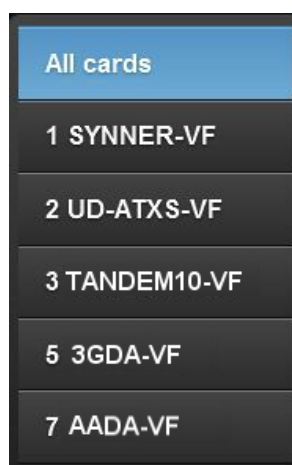 All cards
1 SYNNER-VF
2 UD-ATXS-VF
3 TANDEM10-VF
5 3GDA-VF
7 AADA-VF